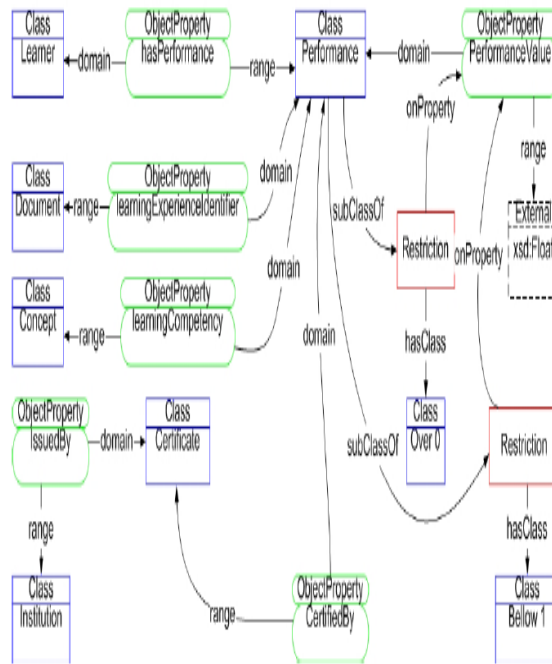 Class
Learner
domain
ObjectProperty
hasPerformance
range
Class
Performance
domain
ObjectProperty
PerformanceValue
onProperty
range
Class
Document
range
ObjectProperty
learningExperienceIdentifier
domain
subClassOf
Restriction
onProperty
External
xsd:Float
Class
Concept
range
ObjectProperty
learningCompetency
domain
domain
hasClass
ObjectProperty
IssuedBy
domain
Class
Certificate
Class
Over 0
subClassOf
Restriction
range
hasClass
Class
Institution
range
ObjectProperty
CertifiedBy
Class
Bellow 1